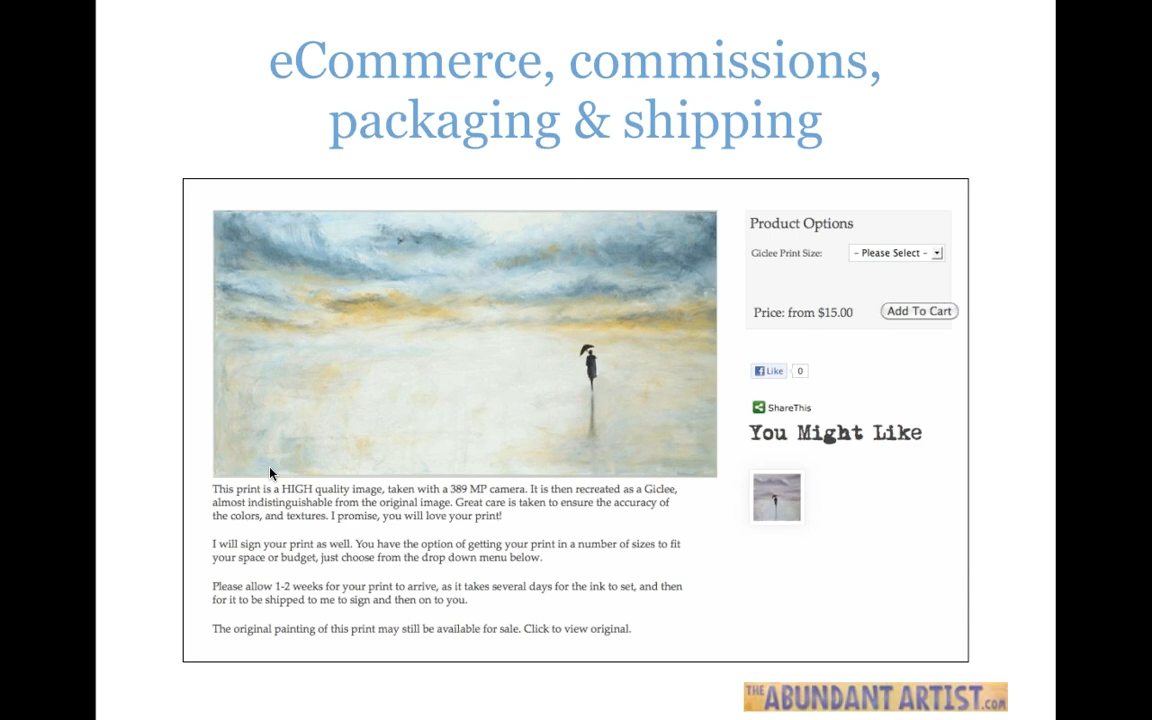 eCommerce, commissions,
packaging & shipping
Product Options
Giclee Print Size:
- Please Select -
Price: from $15.00
Add To Cart
Like
0
ShareThis
You Might Like
This print is a HIGH quality image, taken with a 389 MP camera. It is then recreated as a Giclee,
almost indistinguishable from the original image. Great care is taken to ensure the accuracy of
the colors, and textures. I promise, you will love your print!
I will sign your print as well. You have the option of getting your print in a number of sizes to fit
your space or budget, just choose from the drop down menu below.
Please allow 1-2 weeks for your print to arrive, as it takes several days for the ink to set, and then
for it to be shipped to me to sign and then on to you.
The original painting of this print may still be available for sale. Click to view original.
THE ABUNDANT ARTIST.COM